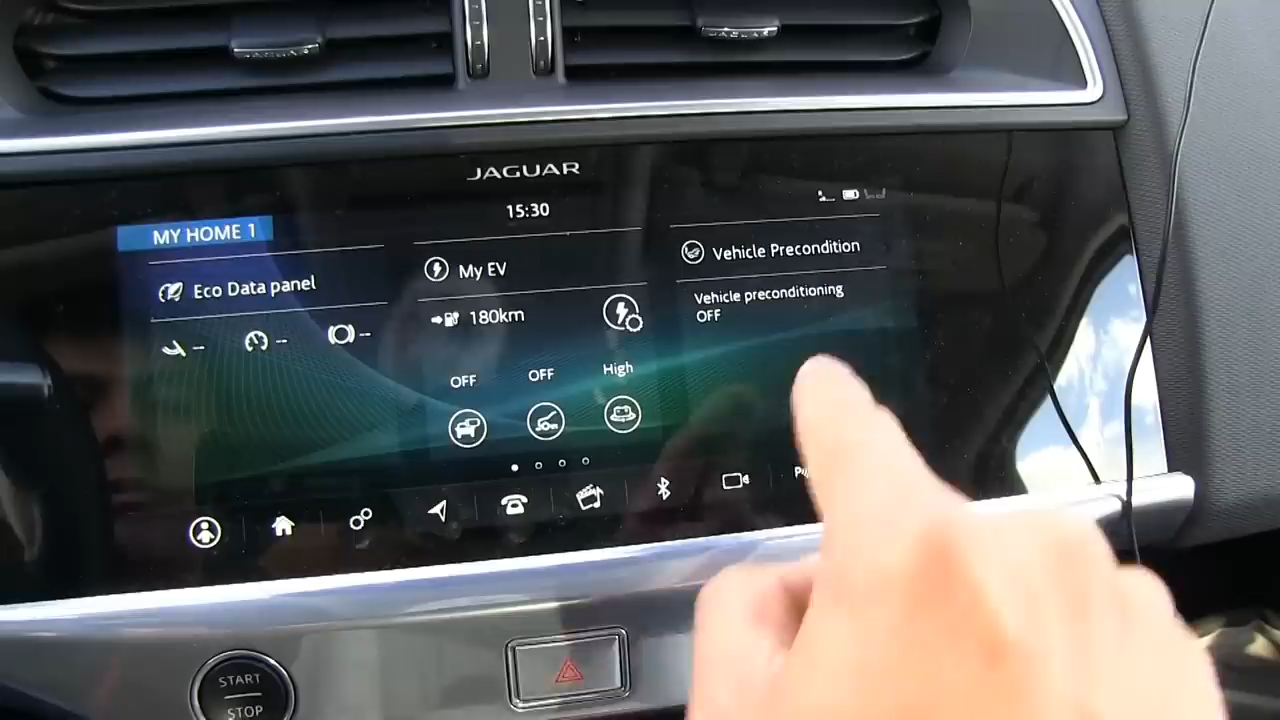 JAGUAR
15:30
MY HOME 1
Eco Data panel
-- -- --
My EV
180km
OFF OFF High
Vehicle Precondition
Vehicle preconditioning
OFF
START
STOP